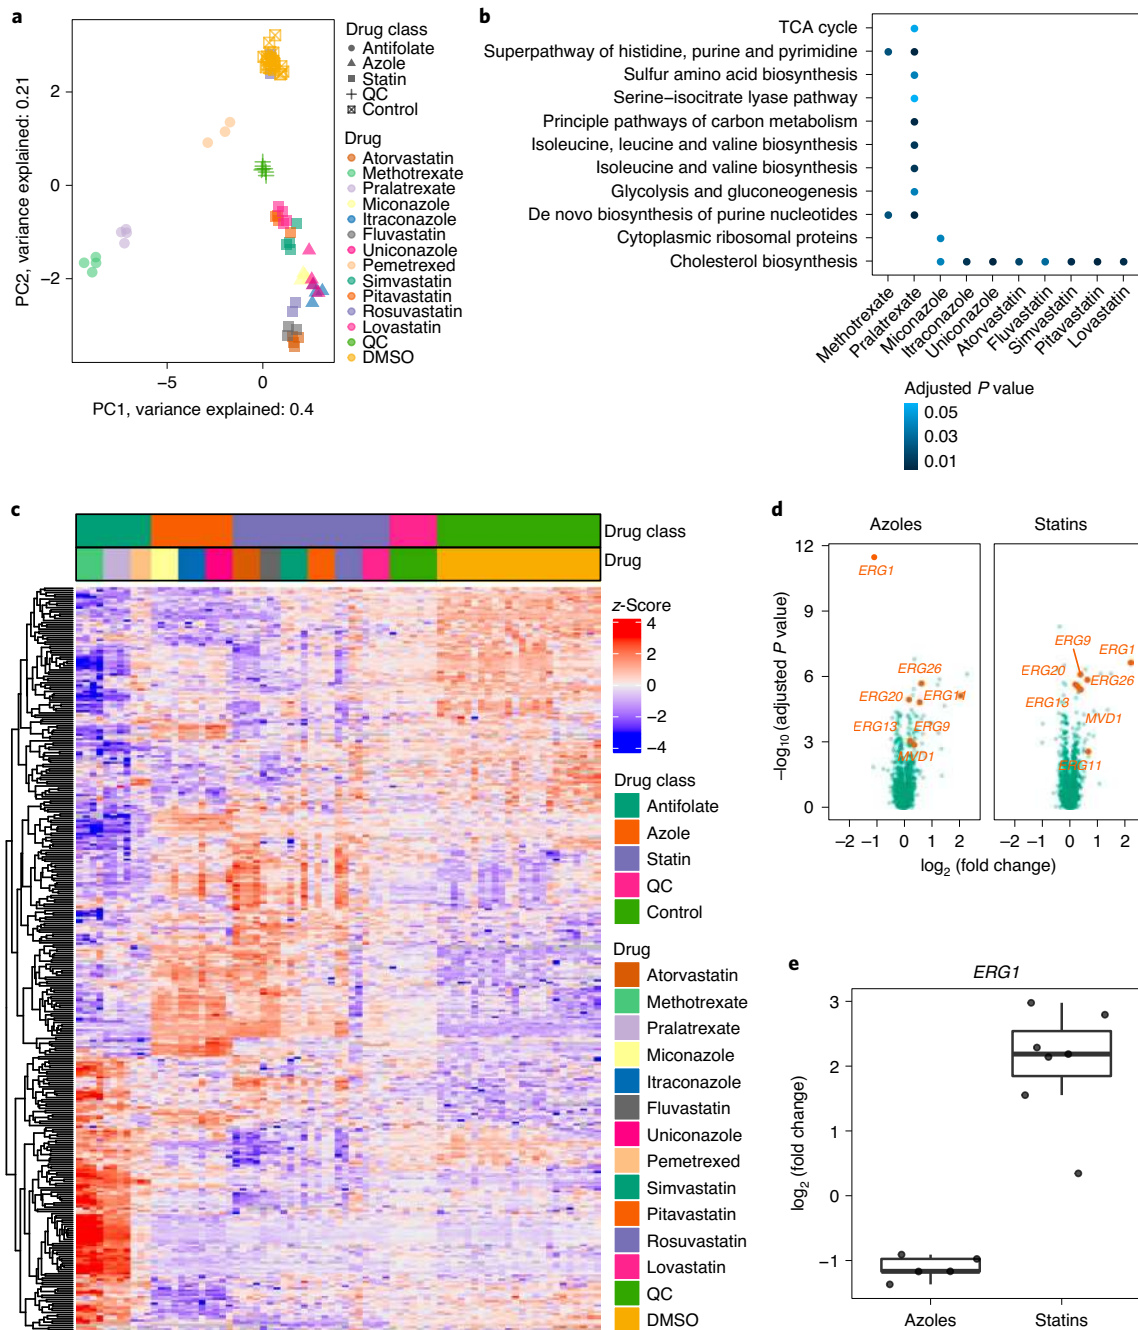 a
PC2, variance explained: 0.21
2
0
−2
−5
0
PC1, variance explained: 0.4
Drug class
Antifolate
Azole
Statin
QC
Control
Drug
Atorvastatin
Methotrexate
Pralatrexate
Miconazole
Itraconazole
Fluvastatin
Uniconazole
Pemetrexed
Simvastatin
Pitavastatin
Rosuvastatin
Lovastatin
QC
DMSO
b
TCA cycle
Superpathway of histidine, purine and pyrimidine
Sulfur amino acid biosynthesis
Serine–isocitrate lyase pathway
Principle pathways of carbon metabolism
Isoleucine, leucine and valine biosynthesis
Isoleucine and valine biosynthesis
Glycolysis and gluconeogenesis
De novo biosynthesis of purine nucleotides
Cytoplasmic ribosomal proteins
Cholesterol biosynthesis
Methotrexate
Pralatrexate
Miconazole
Itraconazole
Uniconazole
Atorvastatin
Fluvastatin
Simvastatin
Pitavastatin
Lovastatin
Adjusted P value
0.05
0.03
0.01
c
Drug class
Drug
z-Score
4
2
0
−2
−4
Drug class
Antifolate
Azole
Statin
QC
Control
Drug
Atorvastatin
Methotrexate
Pralatrexate
Miconazole
Itraconazole
Fluvastatin
Uniconazole
Pemetrexed
Simvastatin
Pitavastatin
Rosuvastatin
Lovastatin
QC
DMSO
d
Azoles
Statins
−log10 (adjusted P value)
12
9
6
3
0
ERG1
ERG26
ERG20
ERG11
ERG13
ERG9
MVD1
ERG9
ERG1
ERG20
ERG26
ERG13
MVD1
ERG11
−2 −1 0 1 2
−2 −1 0 1 2
log2 (fold change)
e
ERG1
log2 (fold change)
3
2
1
0
−1
Azoles
Statins